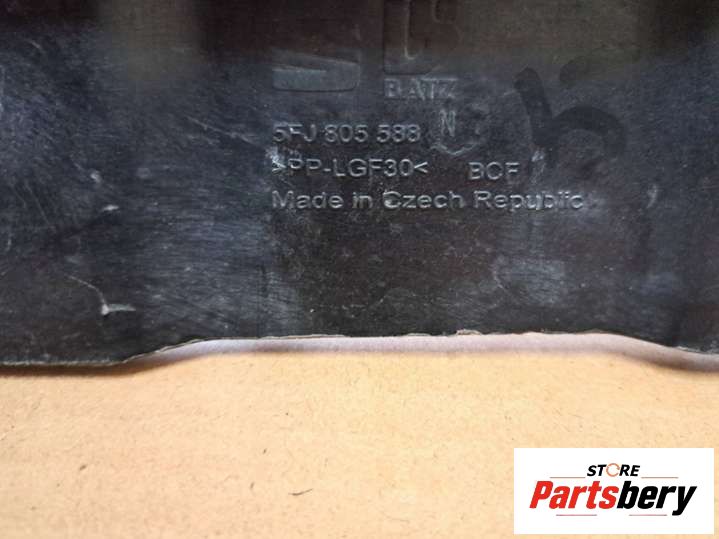 BATZ
5FJ 805 588 N
>PP-LGF30< BCF
Made in Czech Republic
STORE
Partsbery